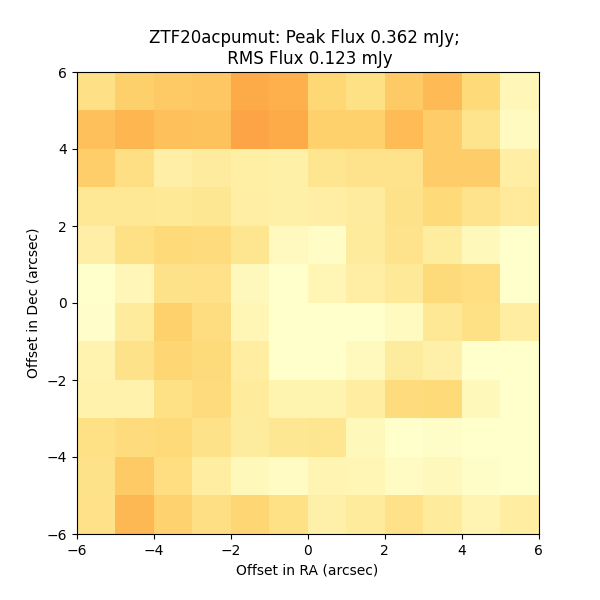 ZTF20acpumut: Peak Flux 0.362 mJy;
RMS Flux 0.123 mJy
6
4
2
0
−2
−4
−6
Offset in Dec (arcsec)
−6 −4 −2 0 2 4 6
Offset in RA (arcsec)